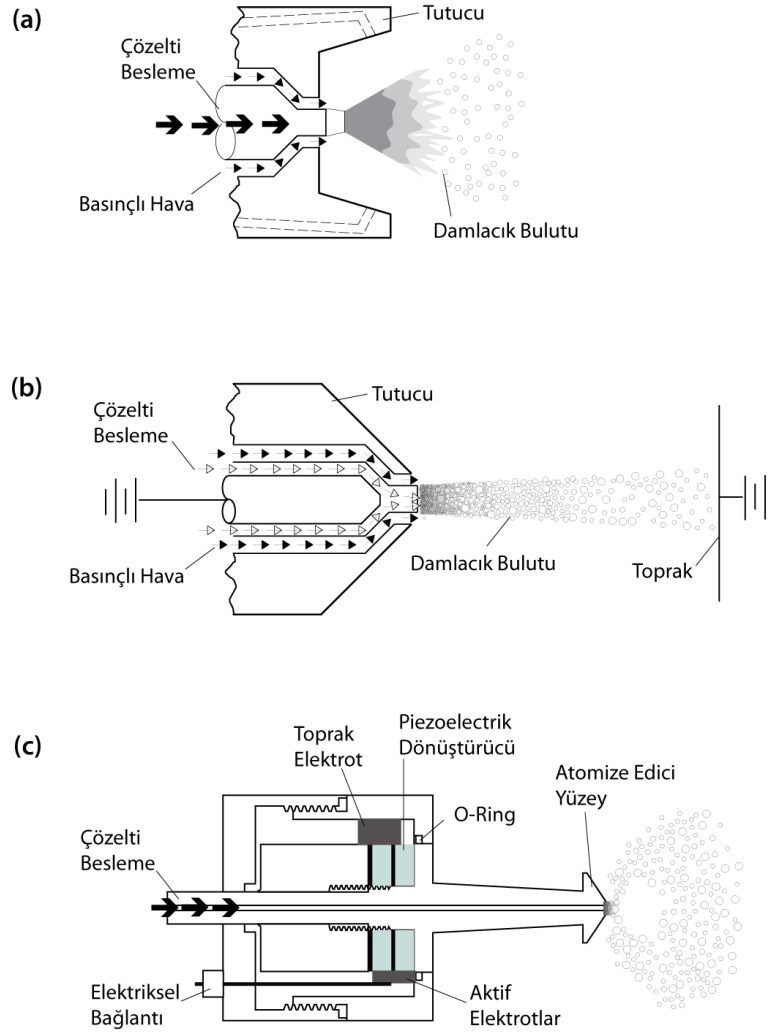 (a)
Tutucu
Çözelti
Besleme
Basınçlı Hava
Damlacık Bulutu
(b)
Tutucu
Çözelti
Besleme
Basınçlı Hava
Damlacık Bulutu
Toprak
(c)
Toprak
Elektrot
Piezoelectrik
Dönüştürücü
Atomize Edici
Yüzey
O-Ring
Çözelti
Besleme
Elektriksel
Bağlantı
Aktif
Elektrotlar